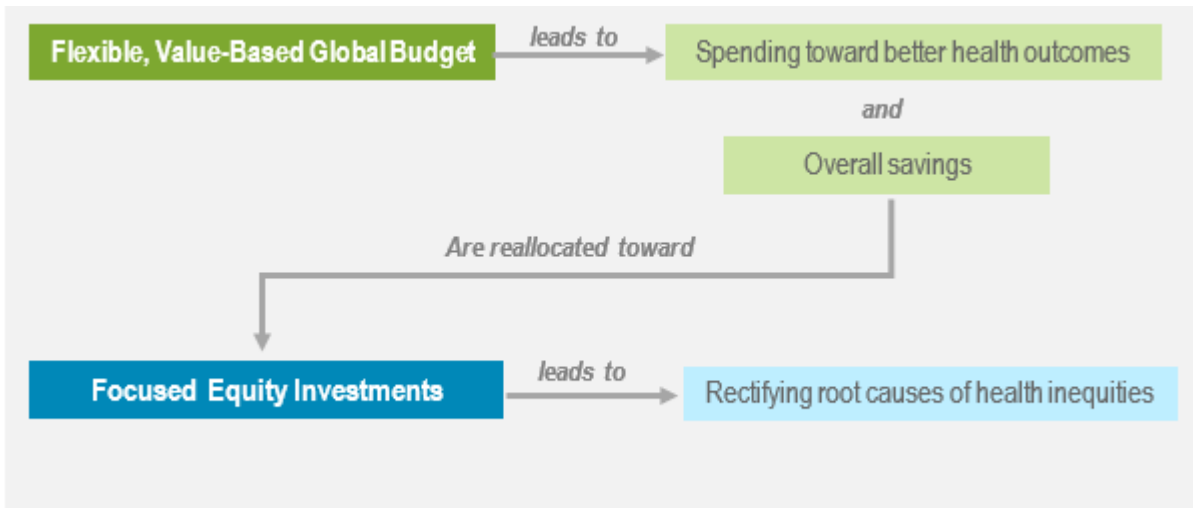 Flexible, Value-Based Global Budget
leads to
Spending toward better health outcomes
and
Overall savings
Are reallocated toward
Focused Equity Investments
leads to
Rectifying root causes of health inequities